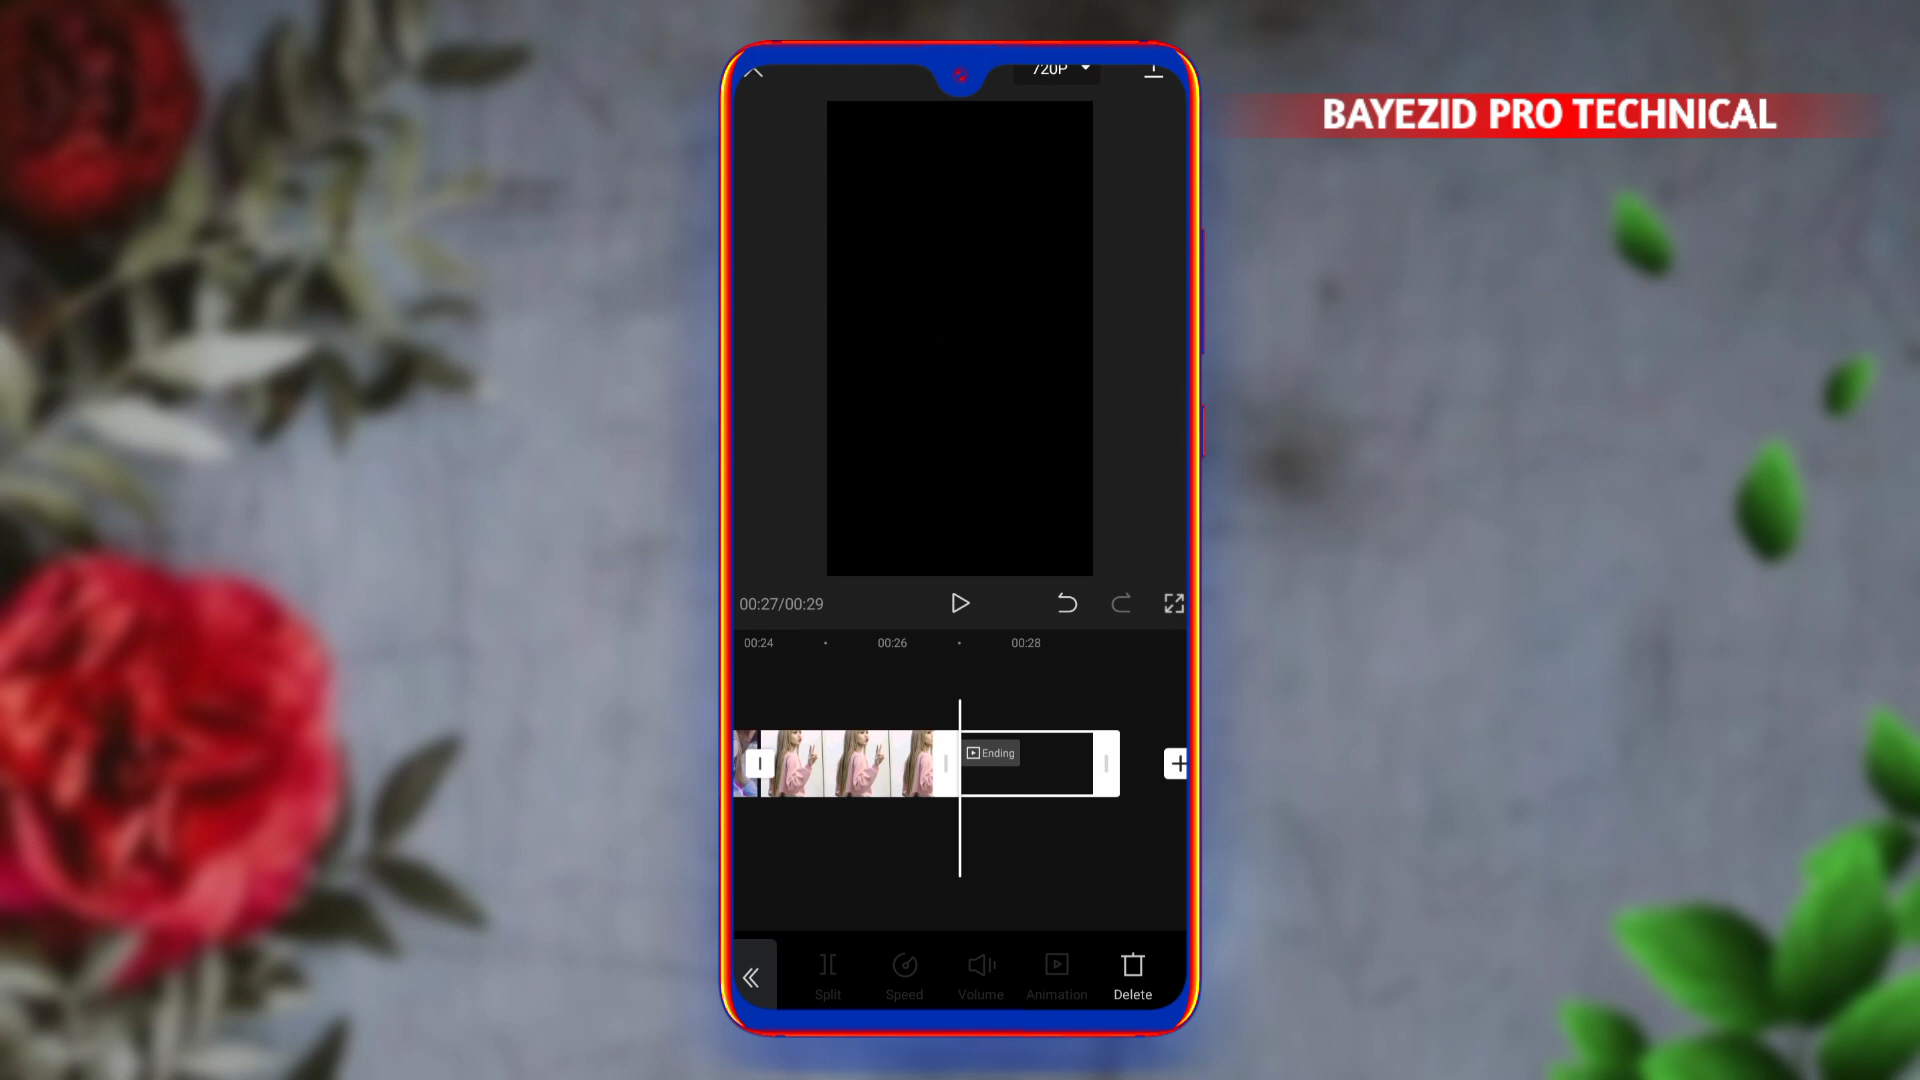 720P
BAYEZID PRO TECHNICAL
00:27/00:29
00:24
00:26
00:28
Ending
Split
Speed
Volume
Animation
Delete